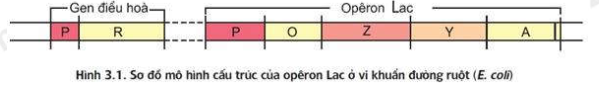 Gen điều hoà Opêron Lac
P R P O Z Y A
Hình 3.1. Sơ đồ mô hình cấu trúc của opêron Lac ở vi khuẩn đường ruột (E. coli)